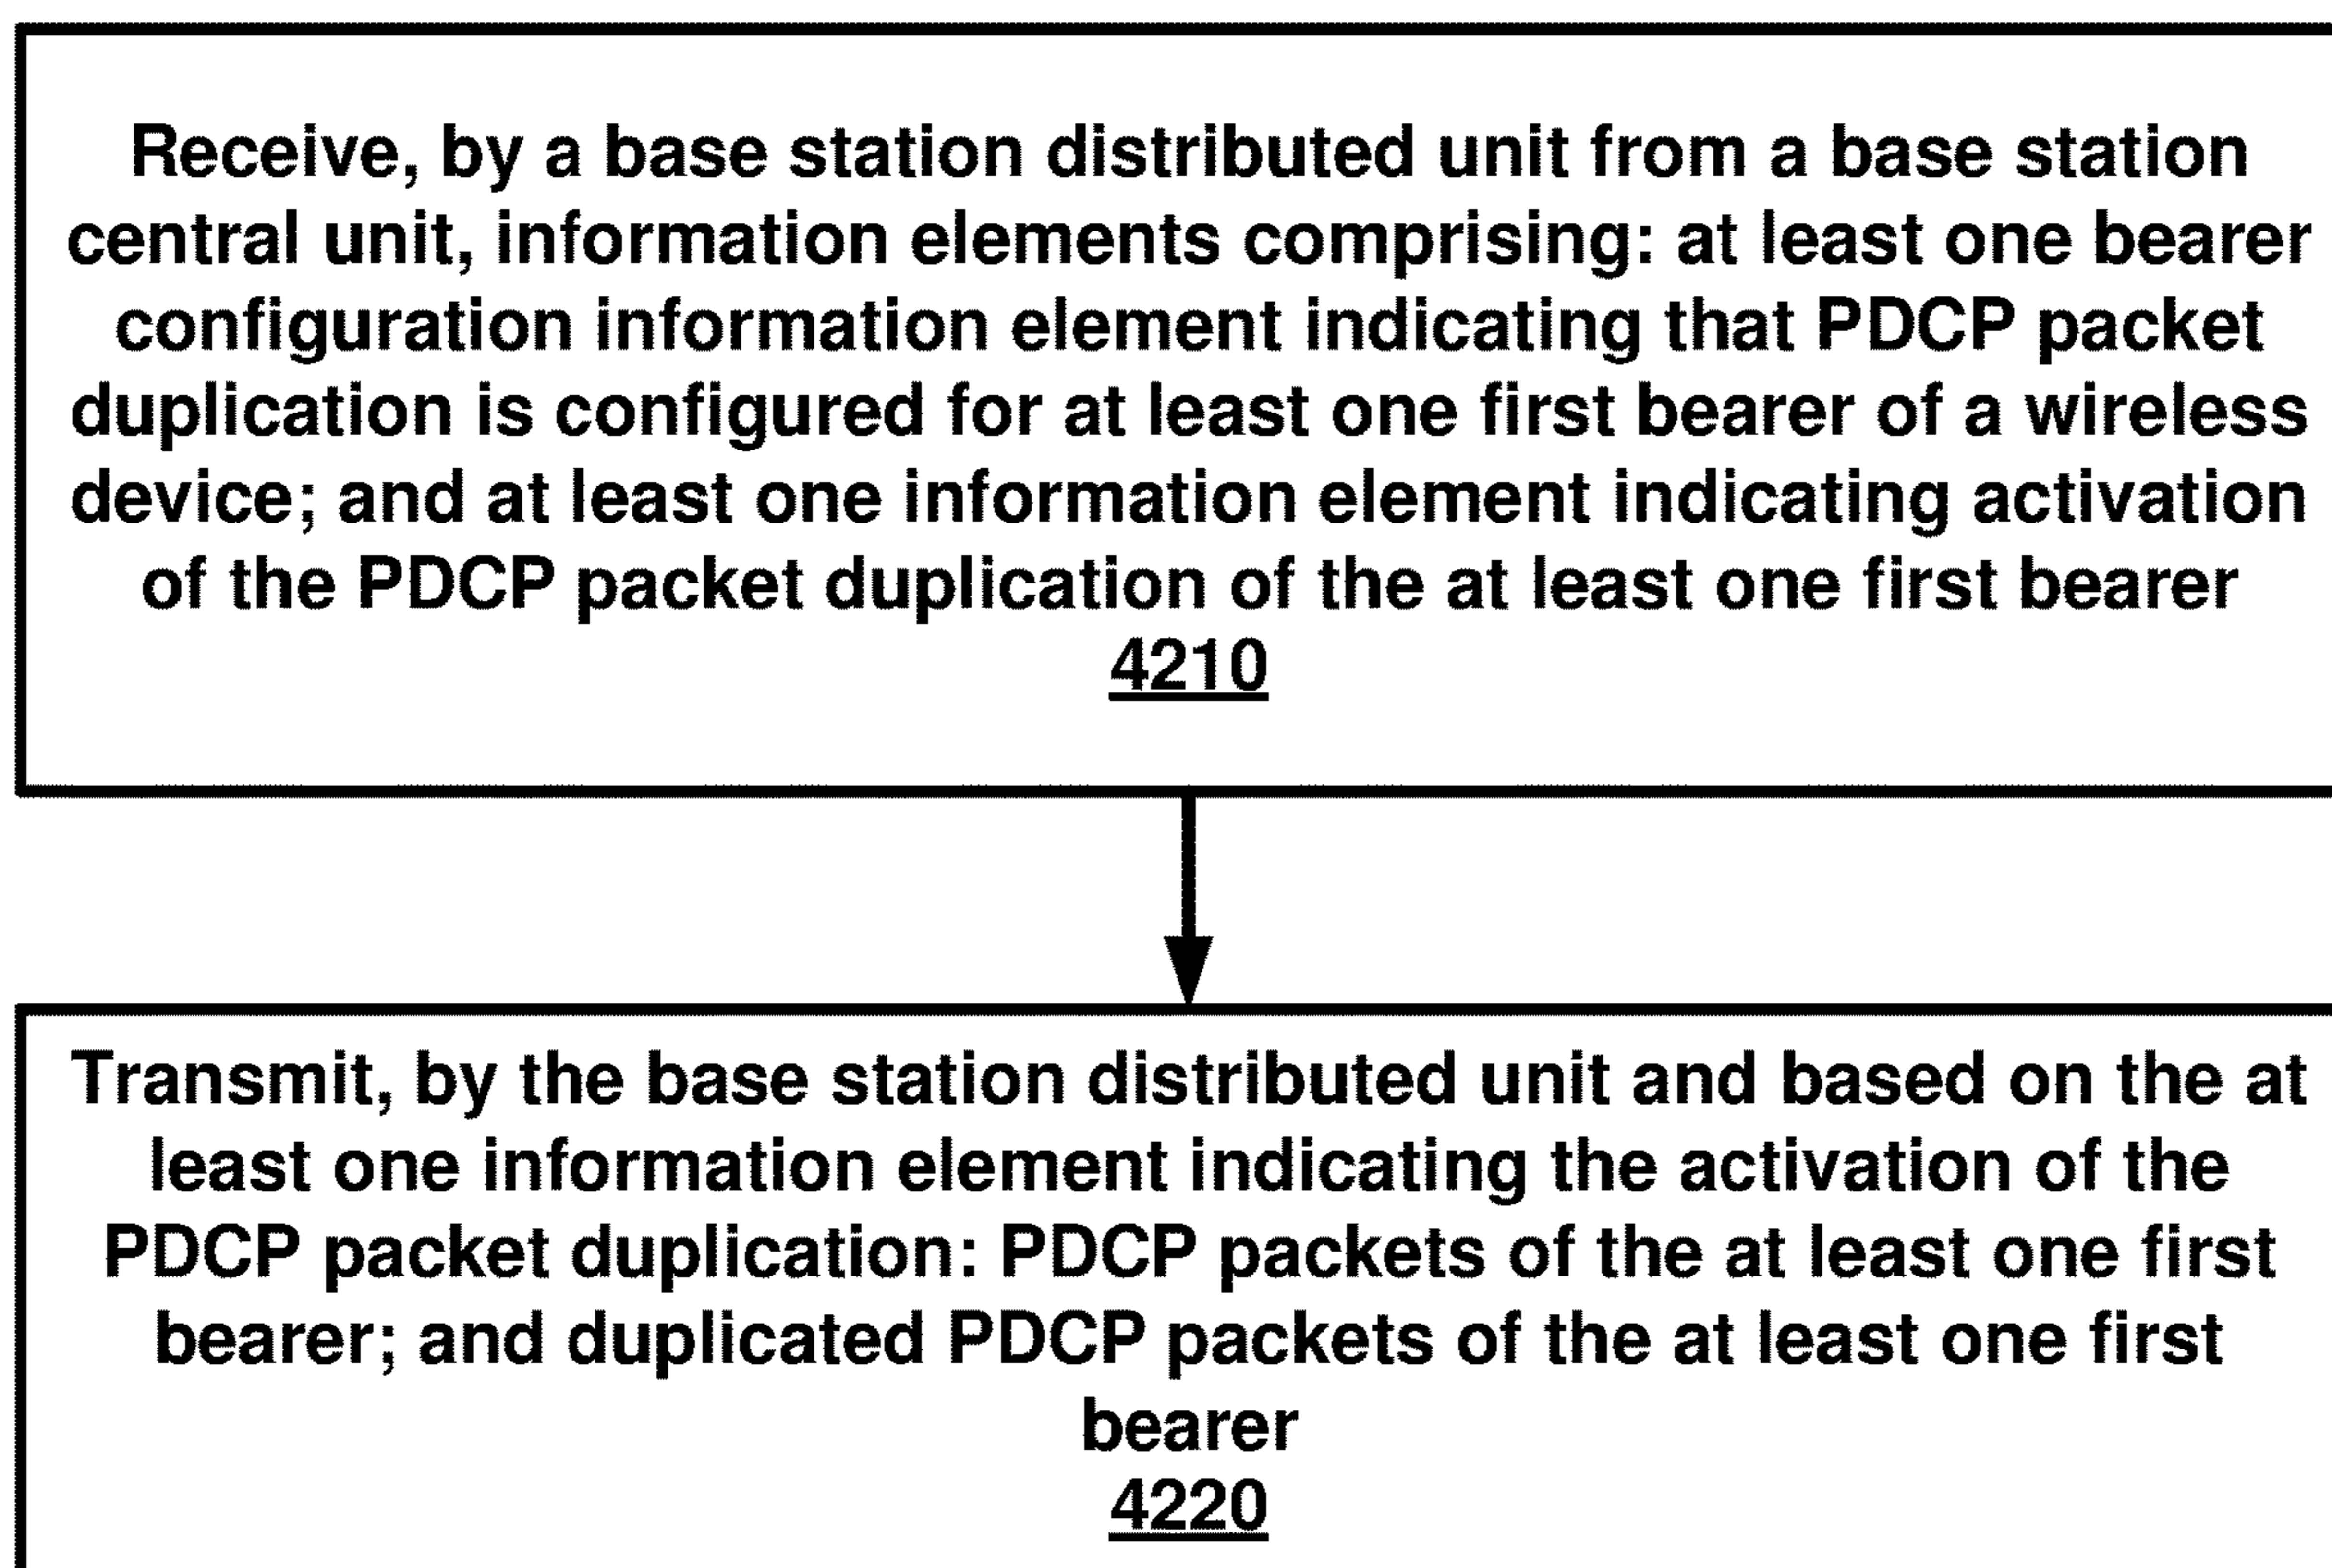 Receive, by a base station distributed unit from a base station
central unit, information elements comprising: at least one bearer
configuration information element indicating that PDCP packet
duplication is configured for at least one first bearer of a wireless
device; and at least one information element indicating activation
of the PDCP packet duplication of the at least one first bearer
4210
Transmit, by the base station distributed unit and based on the at
least one information element indicating the activation of the
PDCP packet duplication: PDCP packets of the at least one first
bearer; and duplicated PDCP packets of the at least one first
bearer
4220